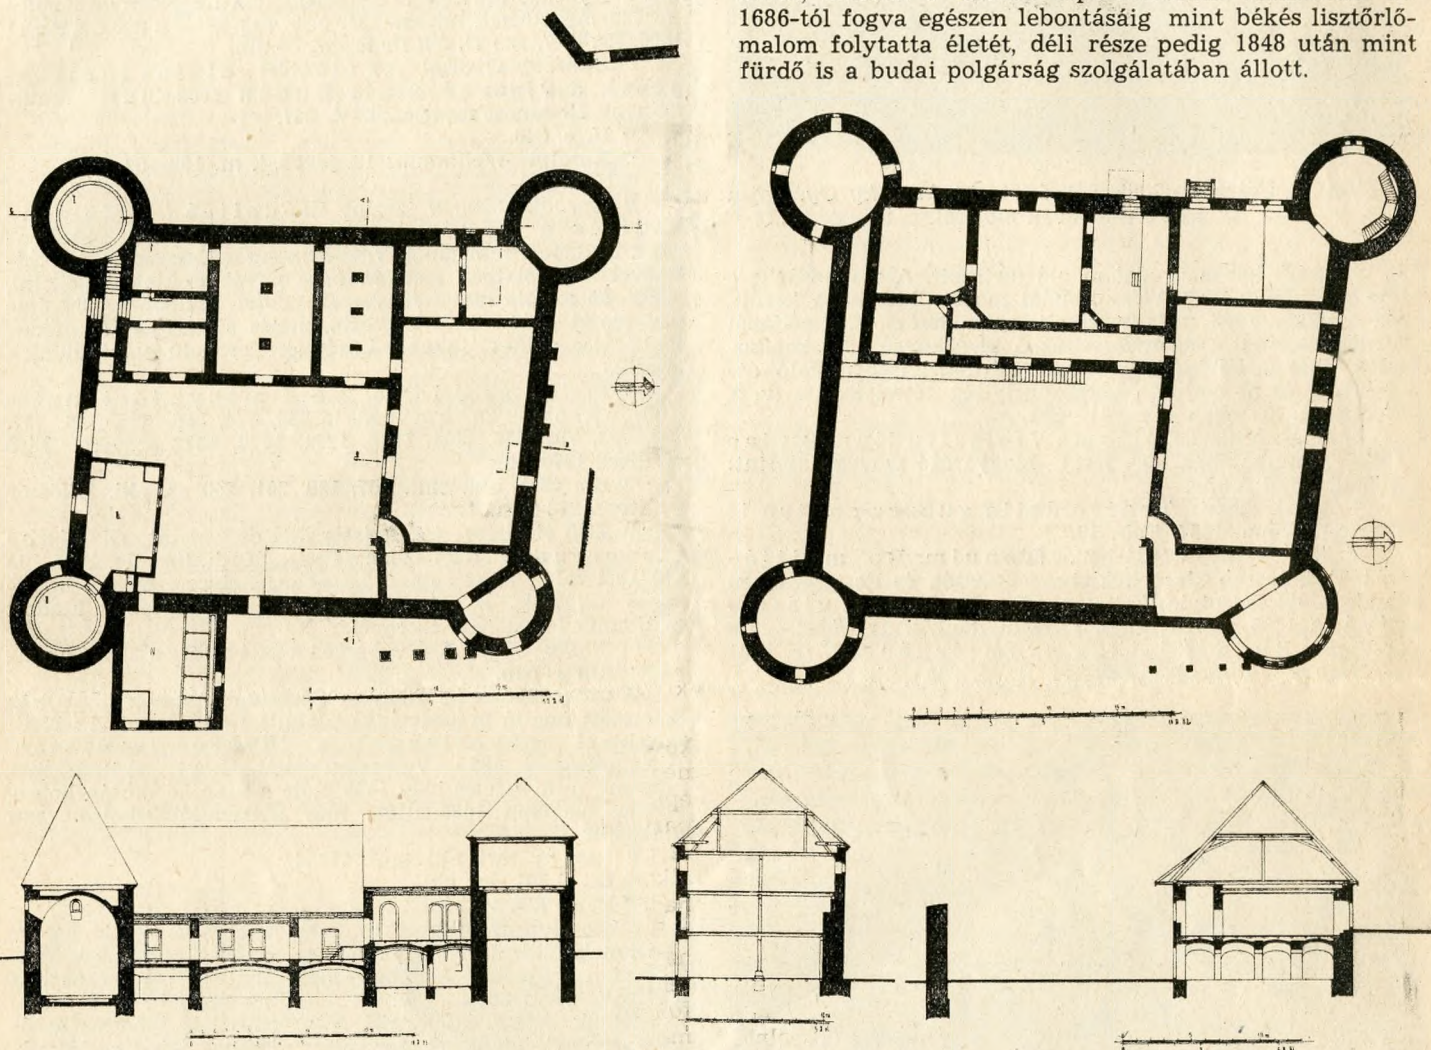 1686-tól fogva egészen lebontásáig mint békés lisztőrlő-
malom folytatta életét, déli része pedig 1848 után mint
fürdő is a budai polgárság szolgálatában állott.